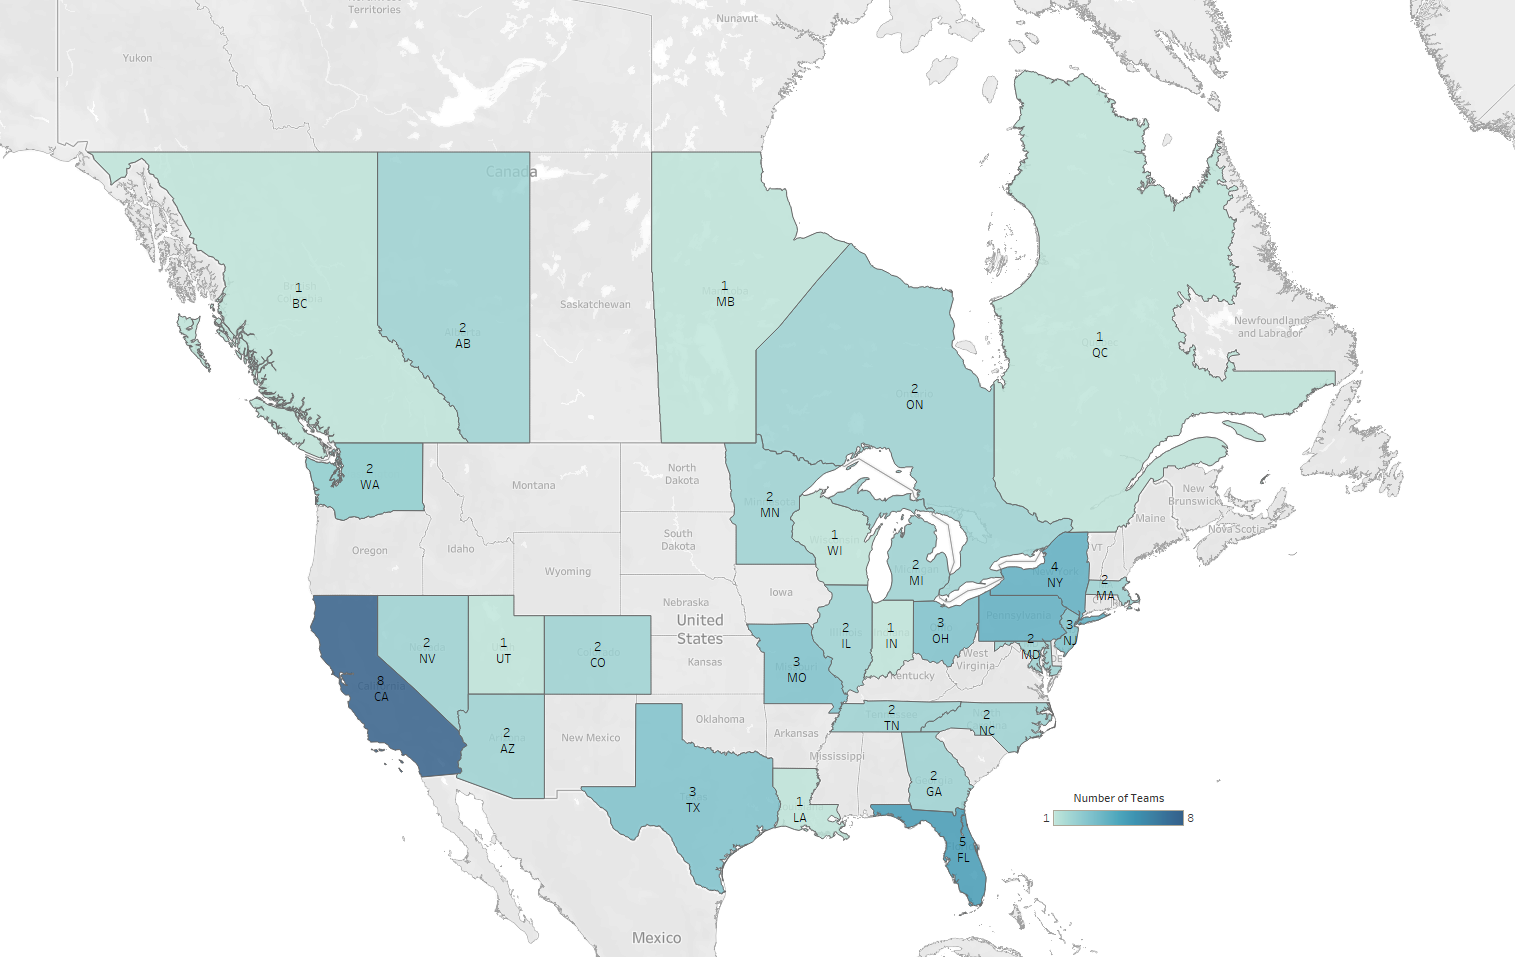 Northwest
Territories
Nunavut
Yukon
Canada
1
BC
2
AB
Saskatchewan
1
MB
2
ON
1
QC
Newfoundland
and Labrador
2
WA
Montana
North
Dakota
2
MN
New
Brunswick
Nova Scotia
Maine
VT
Oregon
Idaho
South
Dakota
Wyoming
1
WI
2
MI
4
NY
2
MA
Iowa
Nebraska
United
States
Pennsylvania
3
NJ
2
NV
1
UT
2
CO
Kansas
3
MO
2
IL
1
IN
3
OH
West
Virginia
2
MD
DE
Kentucky
8
CA
2
AZ
New Mexico
Oklahoma
Arkansas
2
TN
2
NC
Mississippi
3
TX
1
LA
2
GA
5
FL
Number of Teams
1
8
Mexico